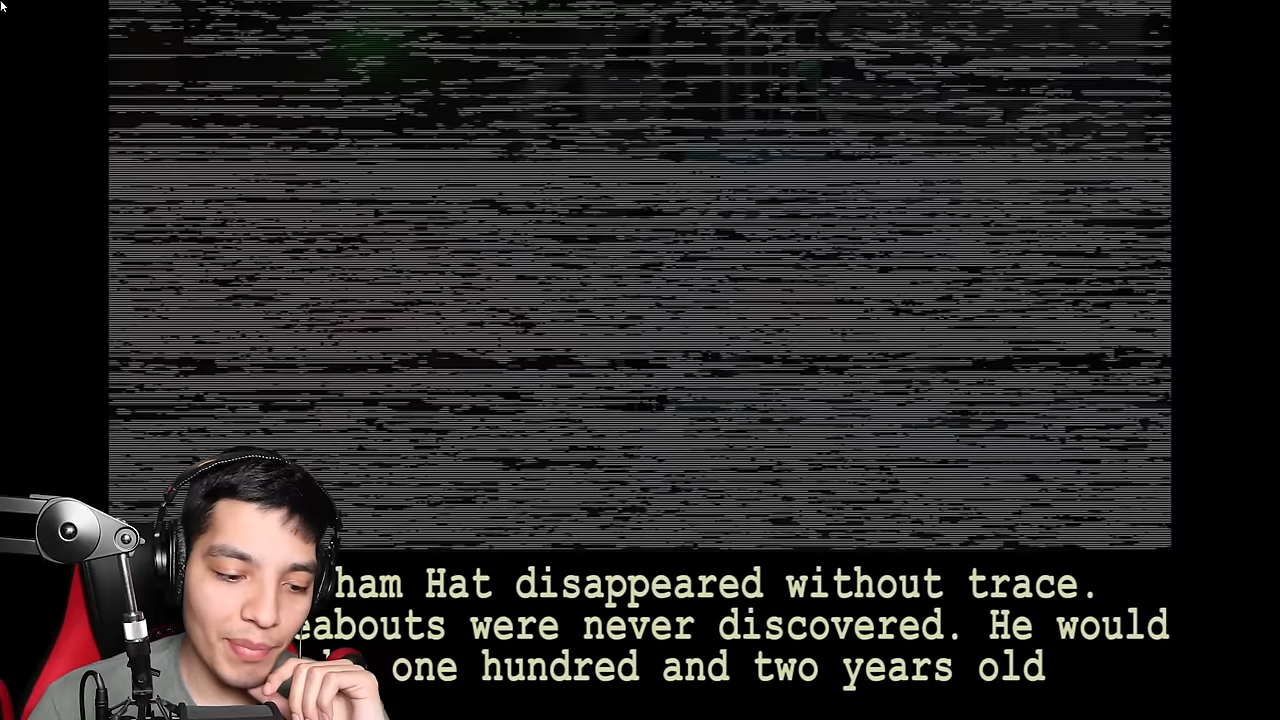 ham Hat disappeared without trace.
eabouts were never discovered. He would
one hundred and two years old